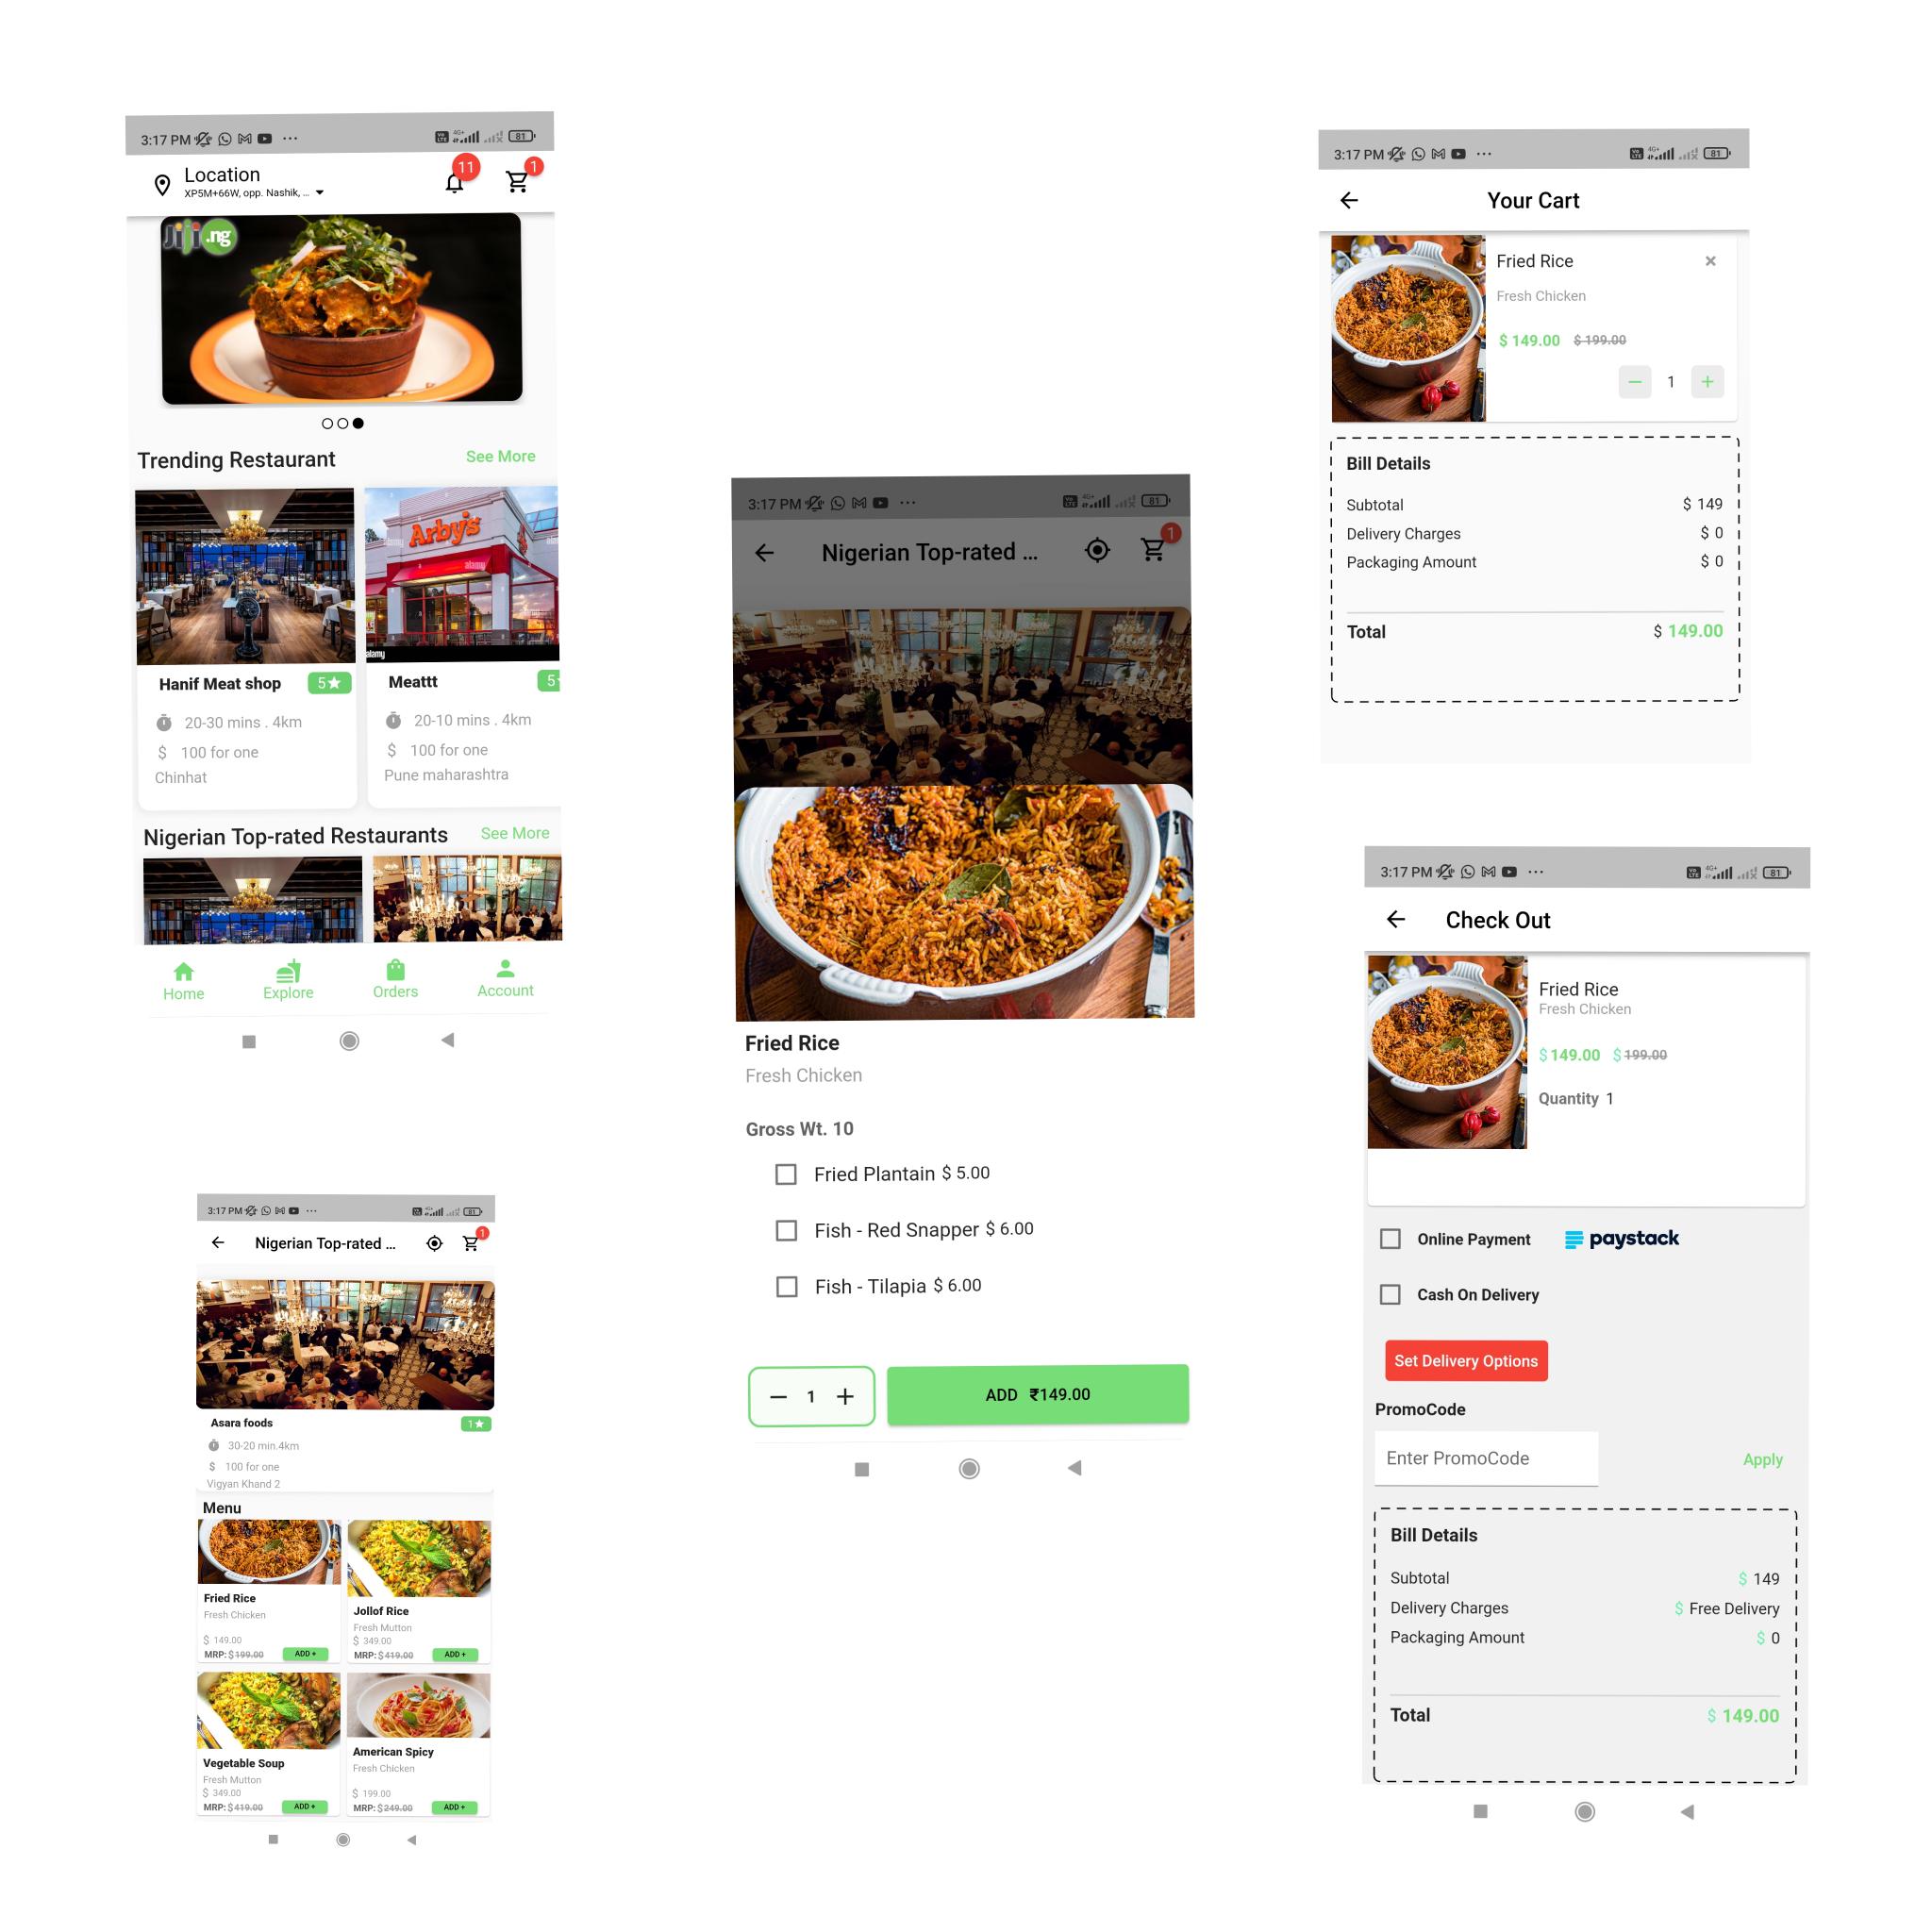 3:17 PM
4G+
81
Location
11
1
XP5M+66W, opp. Nashik, ...
Jiji.ng
Trending Restaurant
See More
Arby's
alamy
alamy
Hanif Meat shop
5★
Meattt
5
20-30 mins . 4km
20-10 mins . 4km
$ 100 for one
$ 100 for one
Chinhat
Pune maharashtra
Nigerian Top-rated Restaurants
See More
Home
Explore
Orders
Account
3:17 PM
81
Nigerian Top-rated ...
1
Asara foods
1★
30-20 min.4km
$ 100 for one
Vigyan Khand 2
Menu
Fried Rice
Fresh Chicken
$ 149.00
MRP: $199.00
ADD +
Jollof Rice
Fresh Mutton
$ 349.00
MRP: $419.00
ADD +
Vegetable Soup
Fresh Mutton
$ 349.00
MRP: $419.00
ADD +
American Spicy
Fresh Chicken
$ 199.00
MRP: $249.00
ADD +
3:17 PM
4G+
81
Nigerian Top-rated ...
1
Fried Rice
Fresh Chicken
Gross Wt. 10
Fried Plantain $ 5.00
Fish - Red Snapper $ 6.00
Fish - Tilapia $ 6.00
1
ADD ₹149.00
3:17 PM
4G+
81
Your Cart
Fried Rice
Fresh Chicken
$ 149.00 $ 199.00
1
Bill Details
Subtotal $ 149
Delivery Charges $ 0
Packaging Amount $ 0
Total $ 149.00
3:17 PM
4G+
81
Check Out
Fried Rice
Fresh Chicken
$ 149.00 $ 199.00
Quantity 1
Online Payment paystack
Cash On Delivery
Set Delivery Options
PromoCode
Enter PromoCode
Apply
Bill Details
Subtotal $ 149
Delivery Charges $ Free Delivery
Packaging Amount $ 0
Total $ 149.00